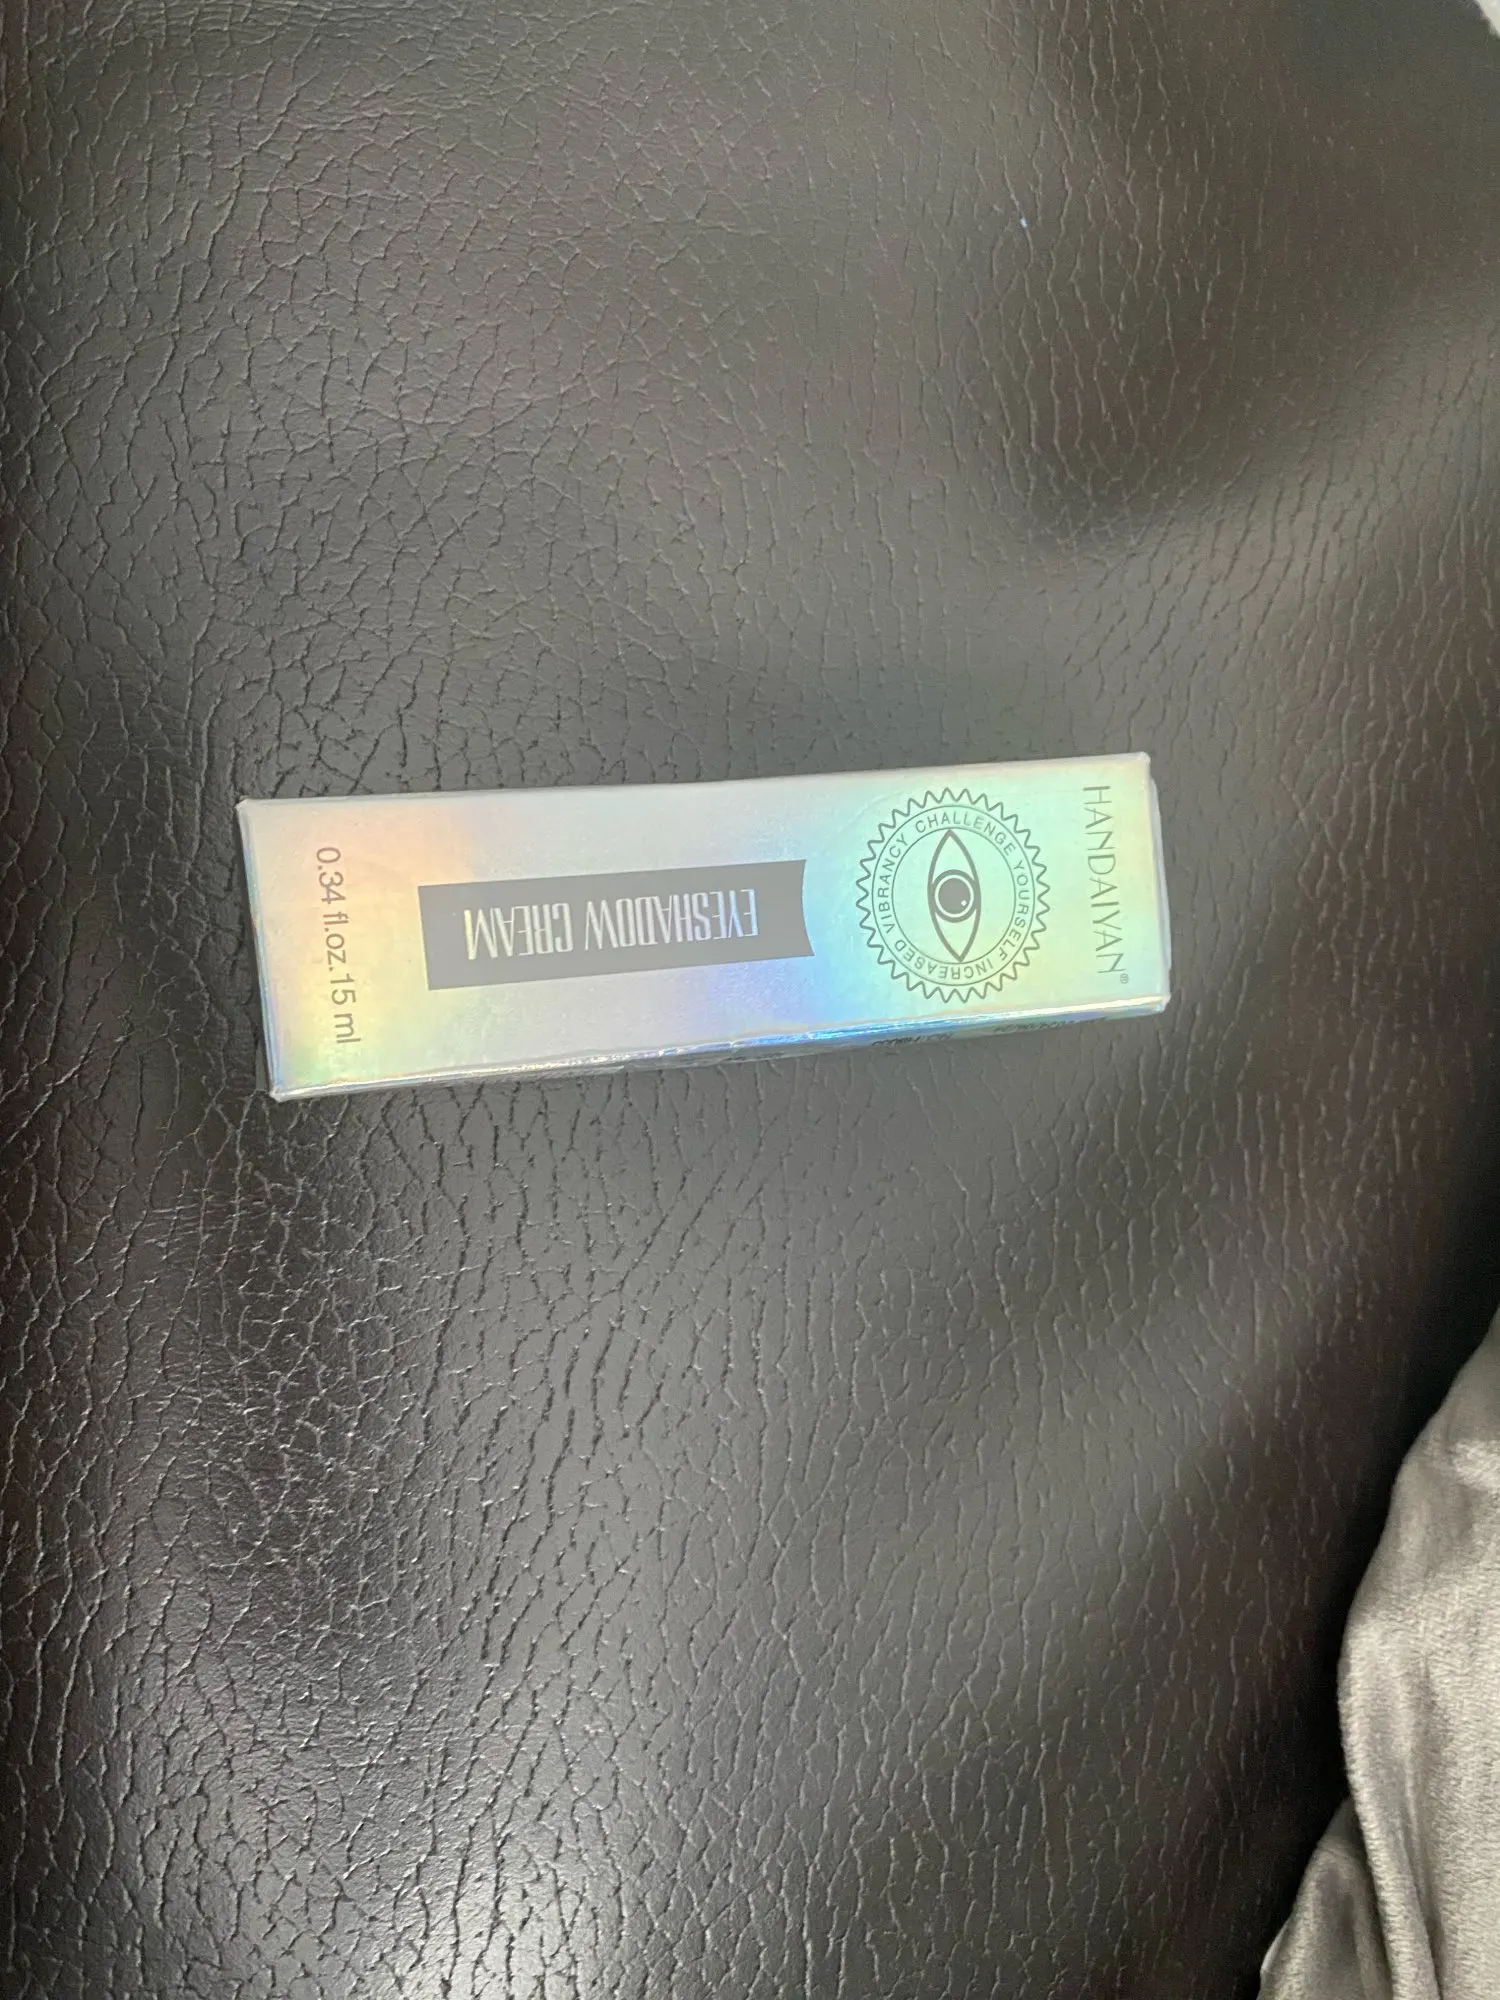 HANDAIYAN®
CHALLENGE YOURSELF INCREASED VIBRANCY
EYESHADOW CREAM
0.34 fl.oz.15 ml